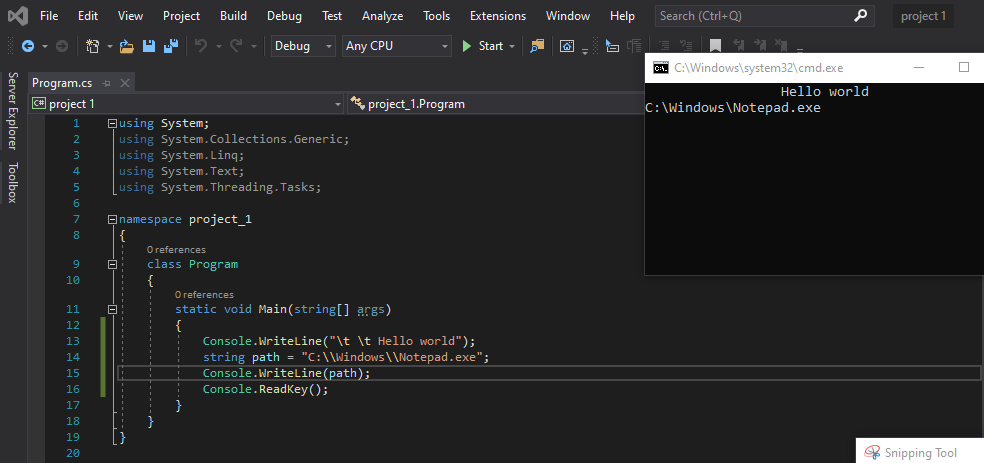 File Edit View Project Build Debug Test Analyze Tools Extensions Window Help Search (Ctrl+Q) project 1
Debug Any CPU Start
Server Explorer
Toolbox
Program.cs
C# project 1 project_1.Program
1 using System;
2 using System.Collections.Generic;
3 using System.Linq;
4 using System.Text;
5 using System.Threading.Tasks;
6
7 namespace project_1
8 {
0 references
9 class Program
10 {
0 references
11 static void Main(string[] args)
12 {
13 Console.WriteLine("\t \t Hello world");
14 string path = "C:\\Windows\\Notepad.exe";
15 Console.WriteLine(path);
16 Console.ReadKey();
17 }
18 }
19 }
20
C:\Windows\system32\cmd.exe
Hello world
C:\Windows\Notepad.exe
Snipping Tool